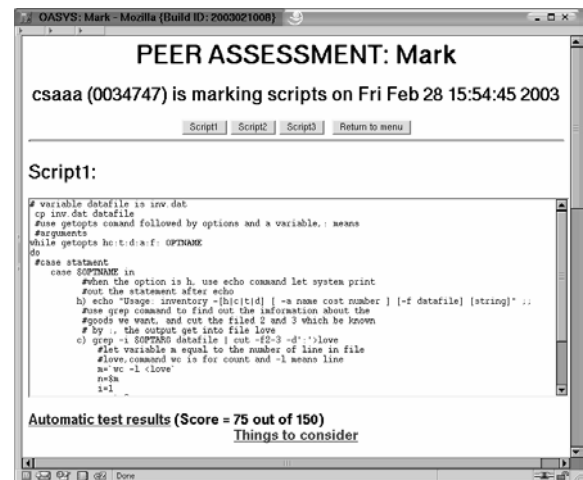 OASYS: Mark - Mozilla {Build ID: 2003021008}
PEER ASSESSMENT: Mark
csaaa (0034747) is marking scripts on Fri Feb 28 15:54:45 2003
Script1 Script2 Script3 Return to menu
Script1:
# variable datafile is inv.dat
cp inv.dat datafile
#use getopts comand followed by options and a variable,: means
#arguments
while getopts hc:t:d:a:f: OPTNAME
do
#case statment
case $OPTNAME in
#when the option is h, use echo command let system print
#out the statement after echo
h) echo "Usage: inventory -[h|c|t|d] [ -a name cost number ] [-f datafile] [string]" ;;
#use grep command to find out the information about the
#goods we want, and cut the filed 2 and 3 which be known
# by :, the output get into file love
c) grep -i $OPTARG datafile | cut -f2-3 -d':'>love
#let variable m equal to the number of line in file
#love,command wc is for count and -l means line
m=`wc -l <love`
n=$m
i=1
Automatic test results (Score = 75 out of 150)
Things to consider
Done